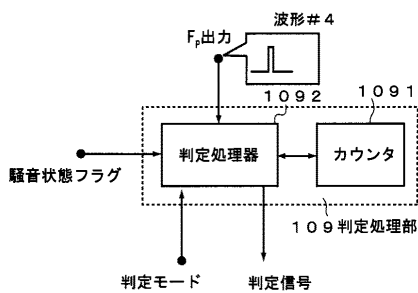 波形＃４
Fp出力
１０９２
１０９１
判定処理器
カウンタ
騒音状態フラグ
１０９判定処理部
判定モード
判定信号